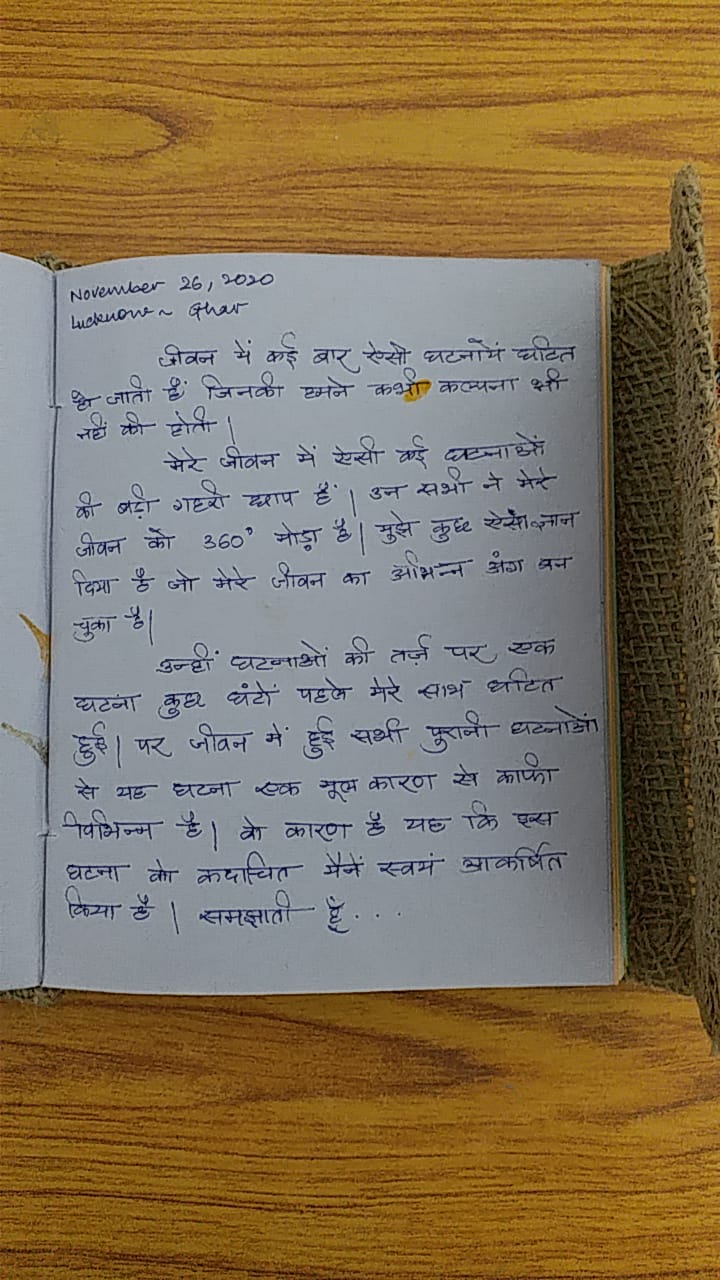 November 26, 2020
Lucknow ~ Ghar
जीवन में कई बार ऐसी घटनायें घटित
हो जाती हैं जिनकी हमने कभी कल्पना भी
नहीं की होती |
मेरे जीवन में ऐसी कई घटनाओं
की बड़ी गहरी छाप हैं | उन सभी ने मेरे
जीवन को 360° मोड़ा है | मुझे कुछ ऐसा ज्ञान
दिया है जो मेरे जीवन का अभिन्न अंग बन
चुका है |
उन्हीं घटनाओं की तर्ज़ पर एक
घटना कुछ घंटों पहले मेरे साथ घटित
हुई | पर जीवन में हुई सभी पुरानी घटनाओं
से यह घटना एक मूल कारण से काफी
विभिन्न है | वो कारण है यह कि इस
घटना को कदाचित मैनें स्वयं आकर्षित
किया है | समझाती हूँ . . .